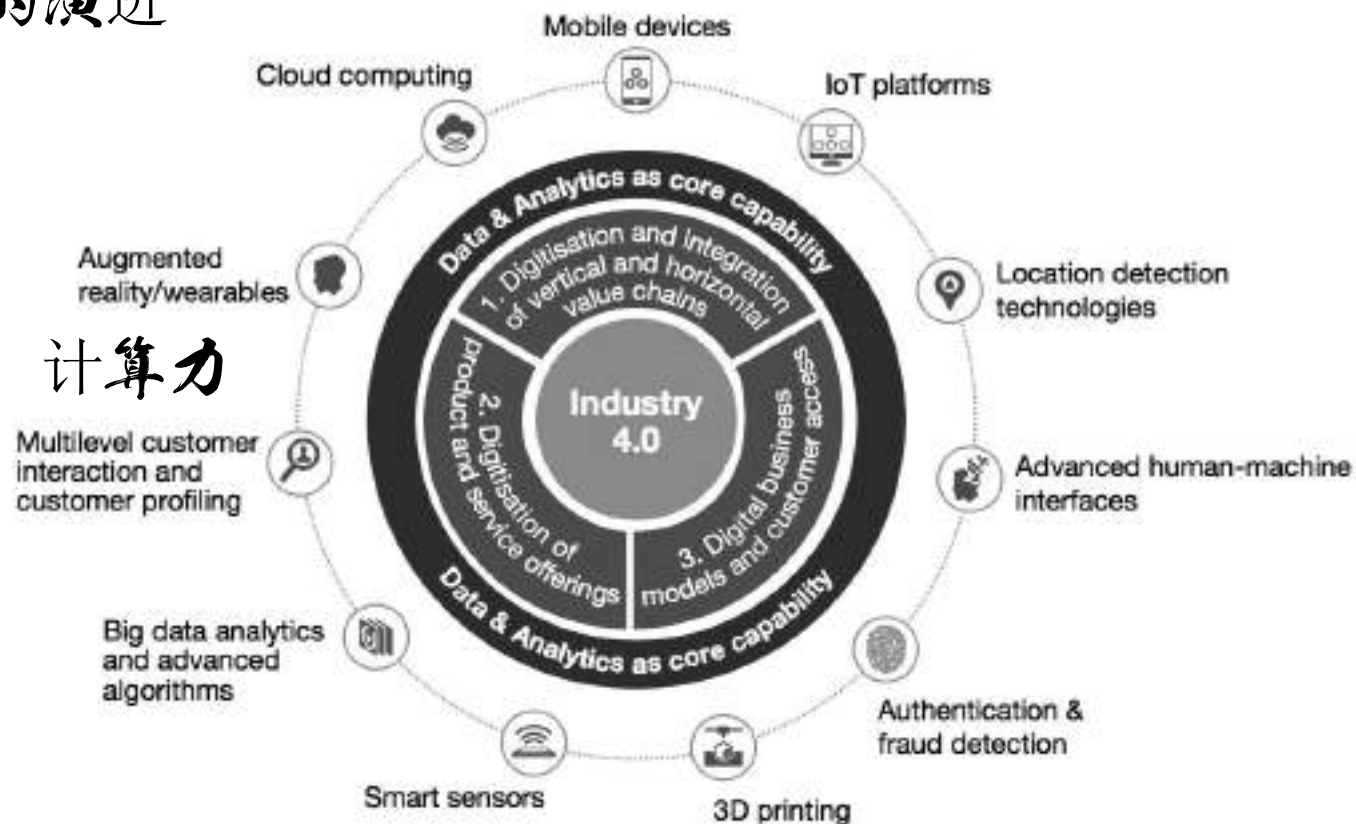 的演进
Mobile devices
Cloud computing
IoT platforms
Data & Analytics as core capability
1. Digitisation and integration
of vertical and horizontal
value chains
Augmented
reality/wearables
Location detection
technologies
计算力
Industry
4.0
2. Digitisation of
product and service offerings
3. Digital business
models and customer access
Multilevel customer
interaction and
customer profiling
Advanced human-machine
interfaces
Data & Analytics as core capability
Big data analytics
and advanced
algorithms
Authentication &
fraud detection
Smart sensors
3D printing